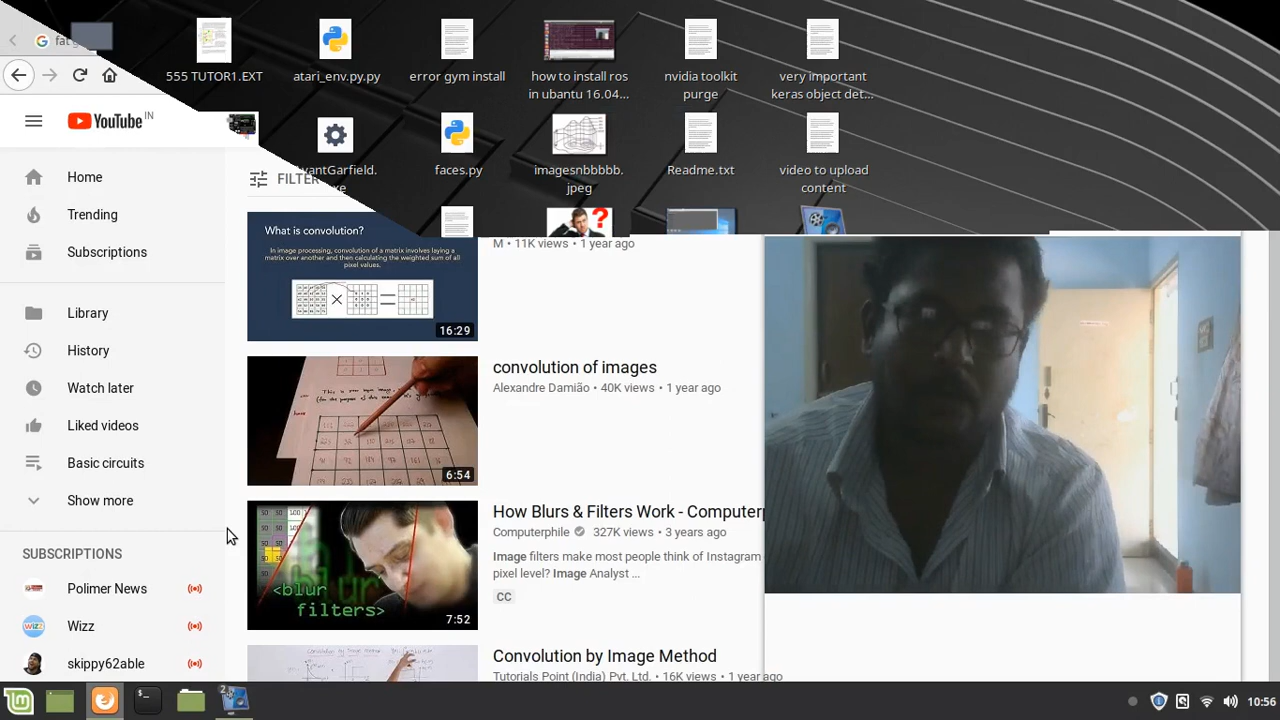 555 TUTOR1.EXT
atari_env.py.py
error gym install
how to install ros
in ubantu 16.04...
nvidia toolkit
purge
very important
keras object det...
YouTube IN
faces.py
imagesnbbbbb.
jpeg
Readme.txt
video to upload
content
Home
Trending
Subscriptions
Library
History
Watch later
Liked videos
Basic circuits
Show more
SUBSCRIPTIONS
Polimer News
Wizz
skippy62able
FILTER
What is convolution?
In image processing, convolution of a matrix involves laying a
matrix over another and then calculating the weighted sum of all
pixel values.
16:29
M • 11K views • 1 year ago
6:54
convolution of images
Alexandre Damião • 40K views • 1 year ago
<blur
filters>
7:52
How Blurs & Filters Work - Computerp
Computerphile 327K views • 3 years ago
Image filters make most people think of Instagram
pixel level? Image Analyst ...
CC
Convolution by Image Method
Tutorials Point (India) Pvt. Ltd. • 16K views • 1 year ago
10:56